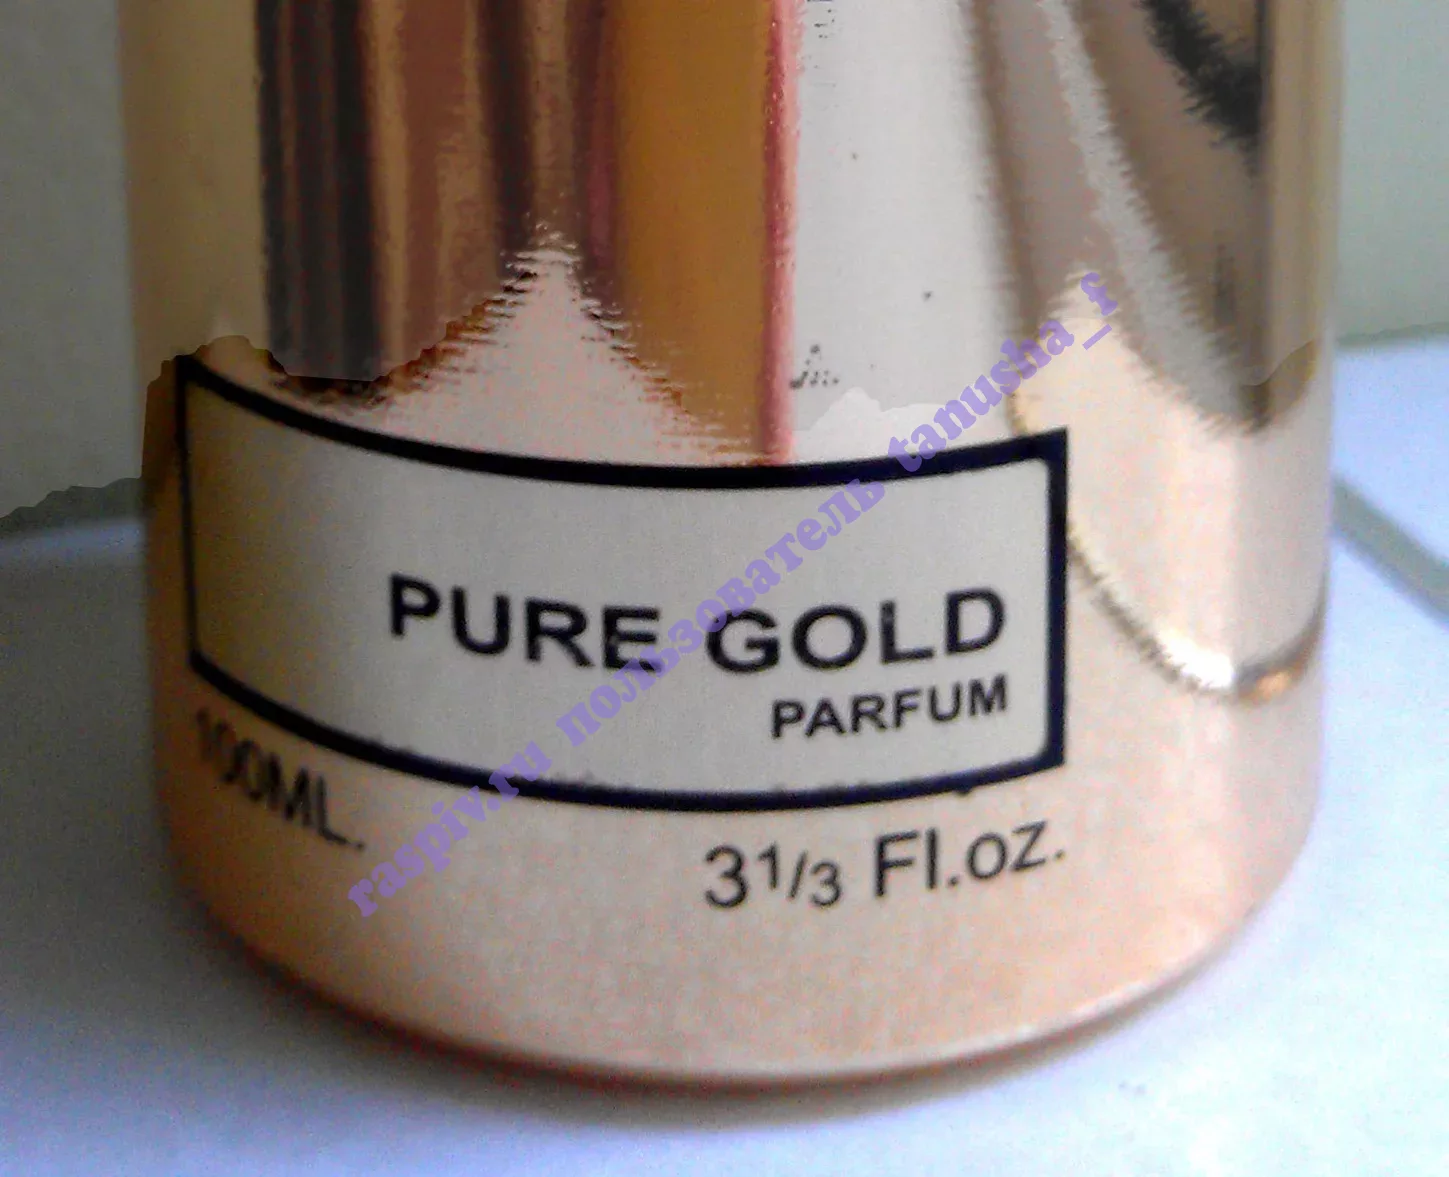 PURE GOLD
PARFUM
100ML.
3 1/3 Fl.oz.
raspiv.ru пользователь tanusha_f